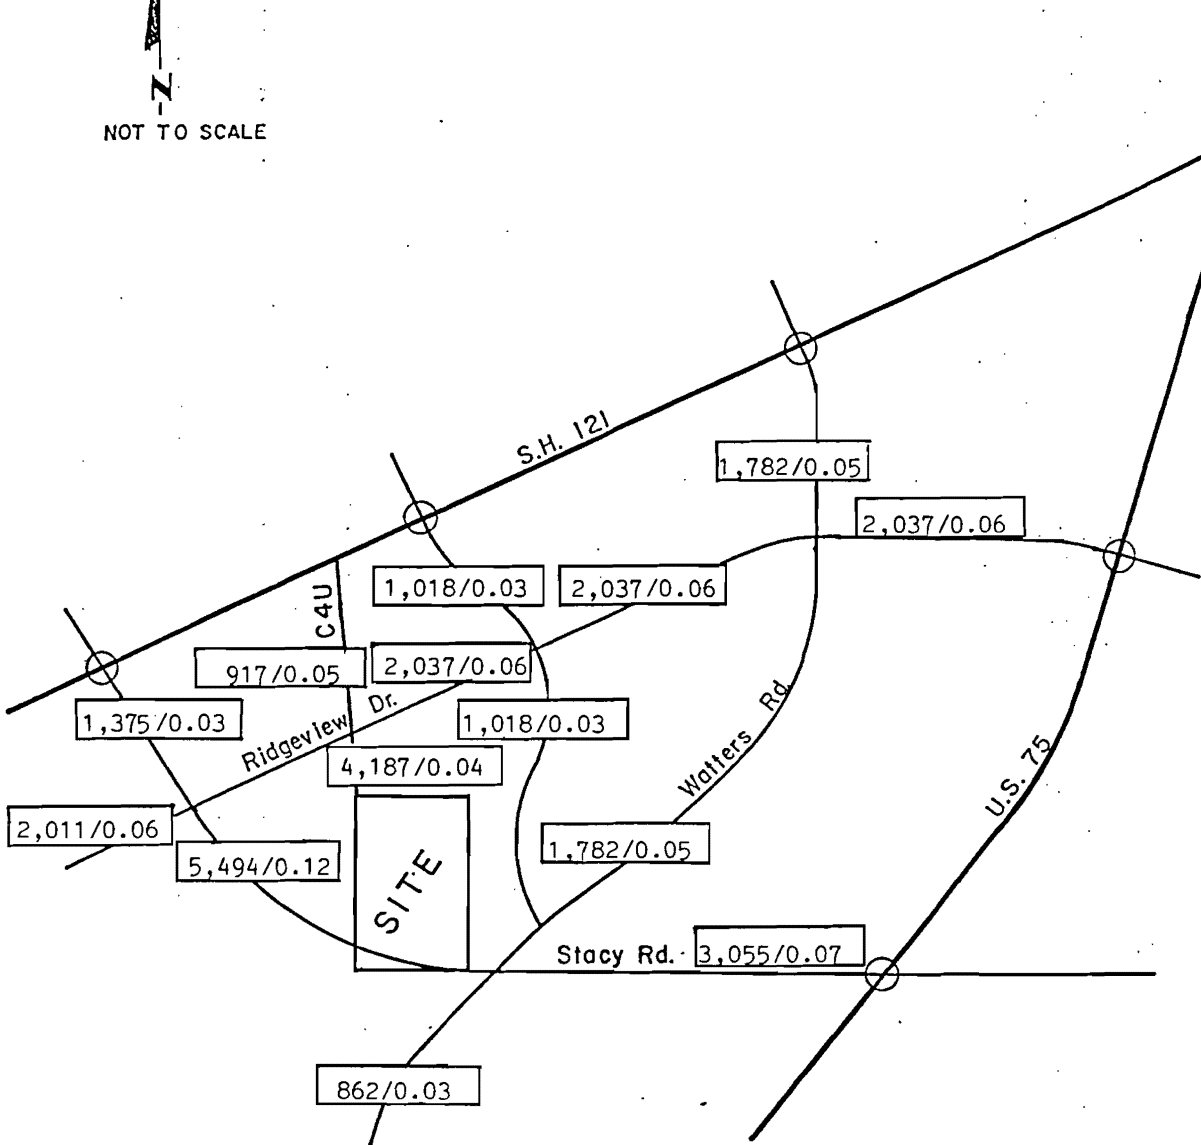 N
NOT TO SCALE
S.H. 121
1,782/0.05
2,037/0.06
1,018/0.03
2,037/0.06
C4U
917/0.05
2,037/0.06
1,375/0.03
Ridgeview Dr.
1,018/0.03
4,187/0.04
Watters Rd.
U.S. 75
2,011/0.06
5,494/0.12
1,782/0.05
SITE
Stacy Rd.
3,055/0.07
862/0.03